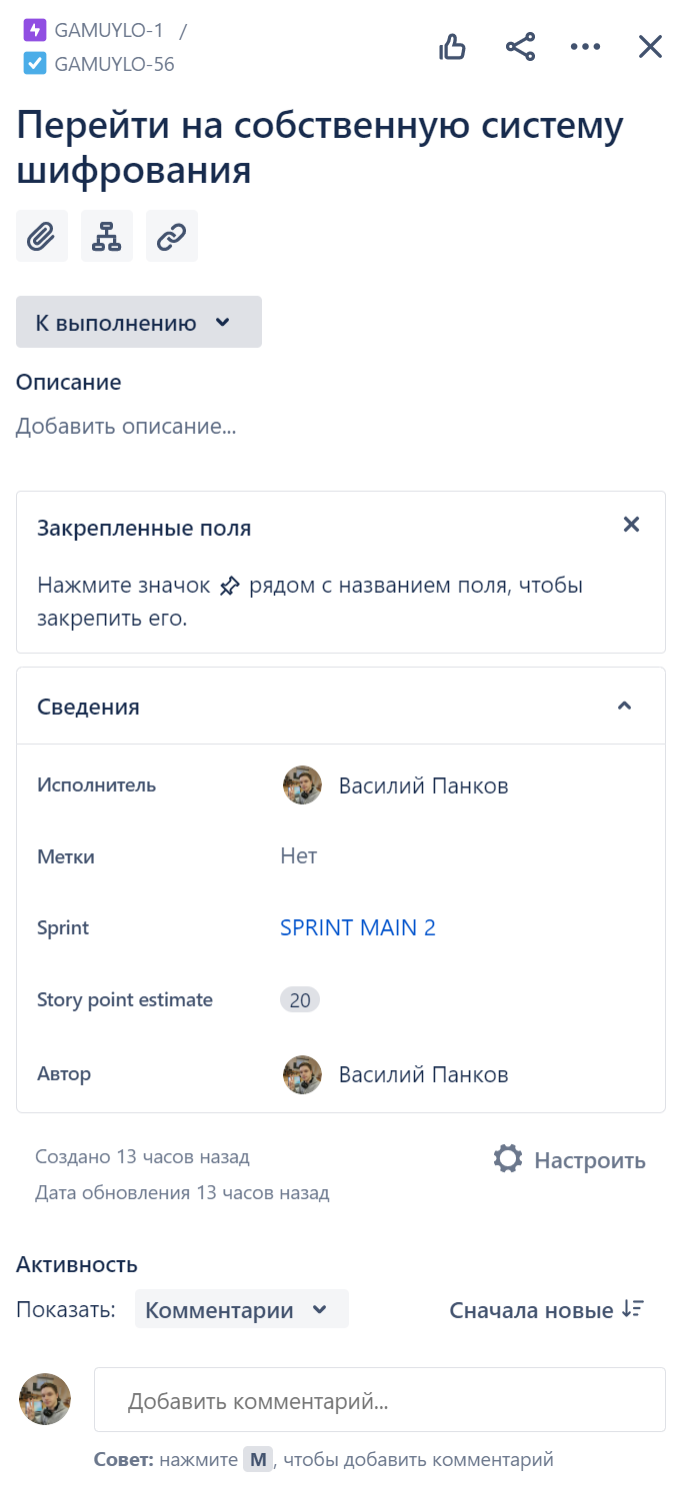 GAMUYLO-1 /
GAMUYLO-56
Перейти на собственную систему
шифрования
К выполнению
Описание
Добавить описание...
Закрепленные поля
Нажмите значок рядом с названием поля, чтобы
закрепить его.
Сведения
Исполнитель Василий Панков
Метки Нет
Sprint SPRINT MAIN 2
Story point estimate 20
Автор Василий Панков
Создано 13 часов назад
Настроить
Дата обновления 13 часов назад
Активность
Показать: Комментарии Сначала новые
Добавить комментарий...
Совет: нажмите M, чтобы добавить комментарий